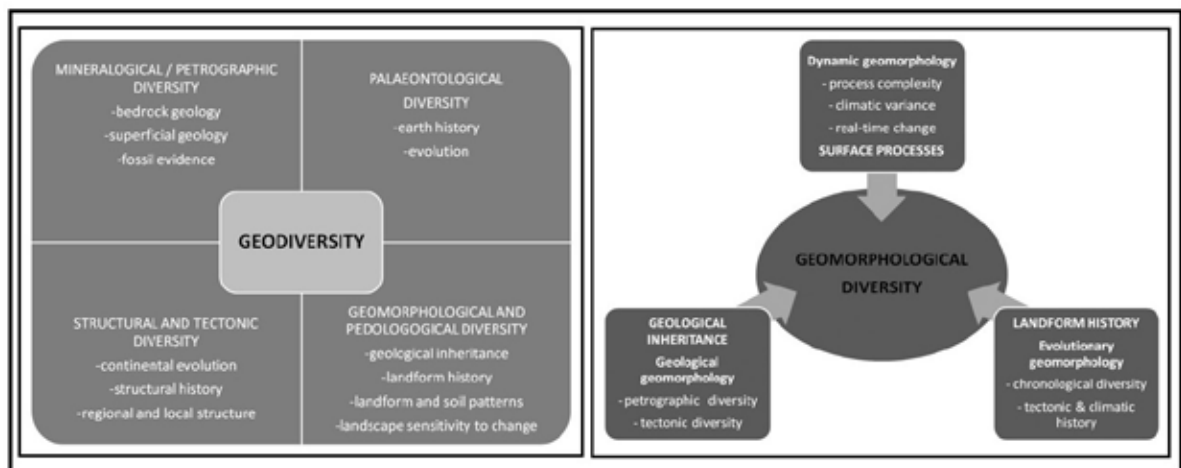 MINERALOGICAL / PETROGRAPHIC
DIVERSITY
-bedrock geology
-superficial geology
-fossil evidence
PALAEONTOLOGICAL
DIVERSITY
-earth history
-evolution
GEODIVERSITY
STRUCTURAL AND TECTONIC
DIVERSITY
-continental evolution
-structural history
-regional and local structure
GEOMORPHOLOGICAL AND
PEDOLOGOGICAL DIVERSITY
-geological inheritance
-landform history
-landform and soil patterns
-landscape sensitivity to change
Dynamic geomorphology
- process complexity
- climatic variance
- real-time change
SURFACE PROCESSES
GEOMORPHOLOGICAL
DIVERSITY
GEOLOGICAL
INHERITANCE
Geological
geomorphology
- petrographic diversity
- tectonic diversity
LANDFORM HISTORY
Evolutionary
geomorphology
- chronological diversity
- tectonic & climatic
history